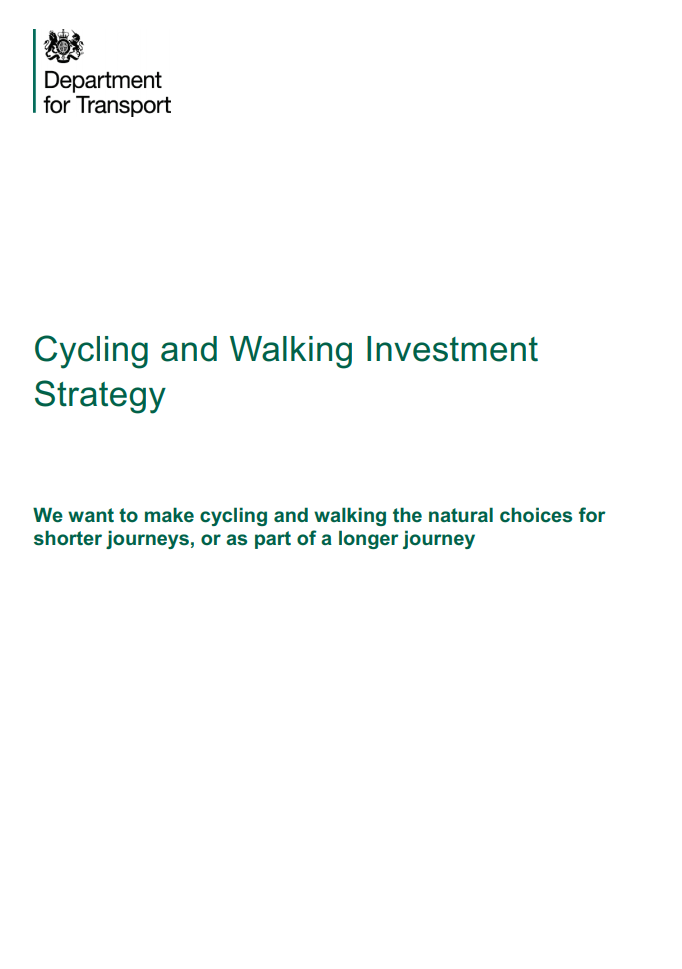 Department
for Transport
Cycling and Walking Investment
Strategy
We want to make cycling and walking the natural choices for
shorter journeys, or as part of a longer journey